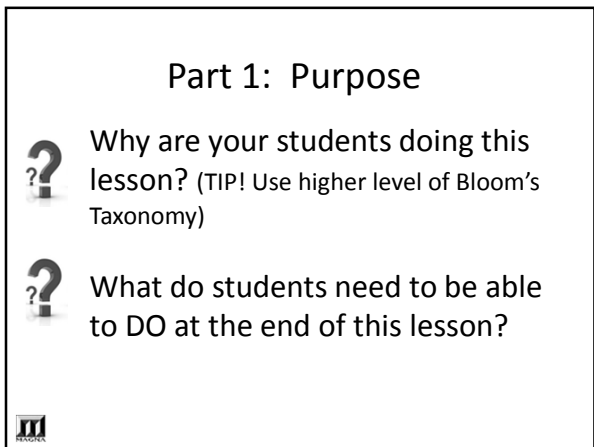 Part 1:  Purpose
Why are your students doing this
lesson? (TIP! Use higher level of Bloom's
Taxonomy)
What do students need to be able
to DO at the end of this lesson?
MAGNA